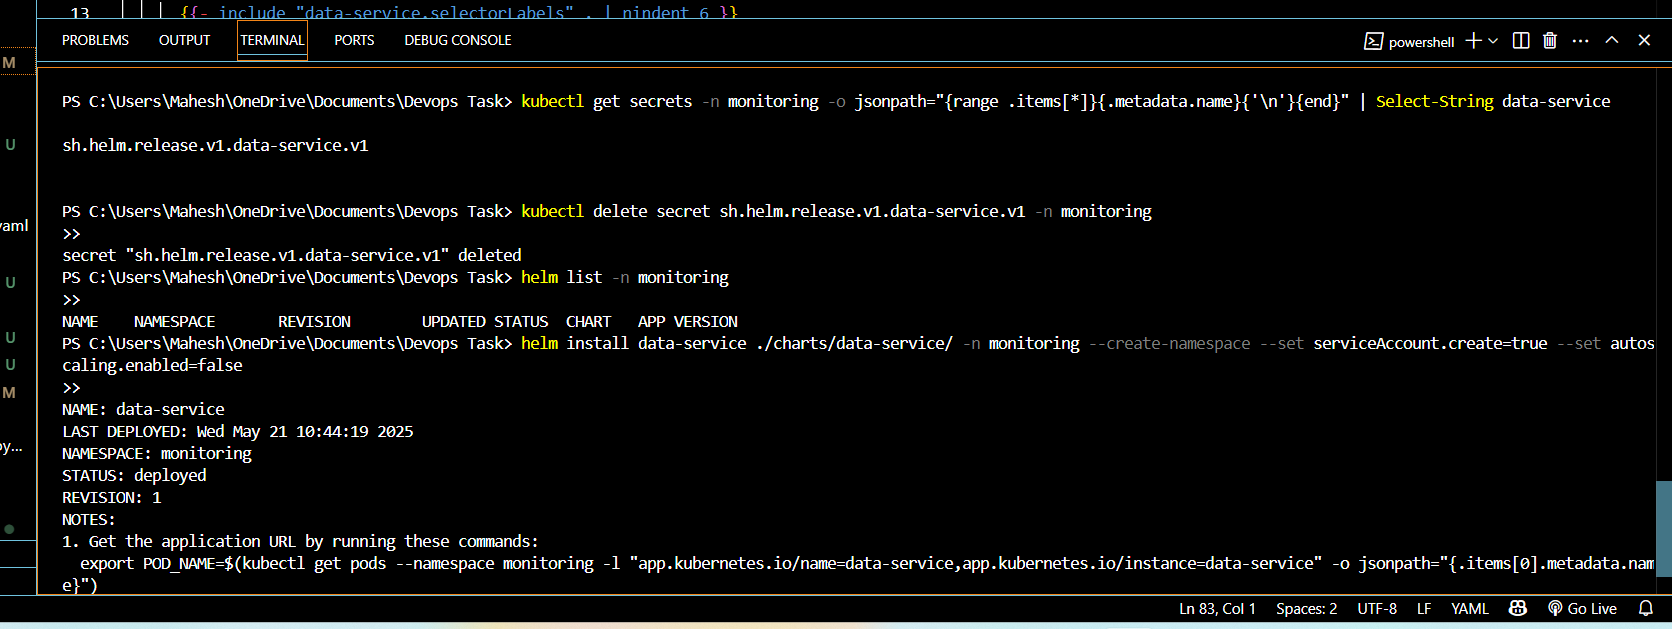 13 {{- include "data-service.selectorLabels" . | nindent 6 }}
PROBLEMS OUTPUT TERMINAL PORTS DEBUG CONSOLE
powershell
M
PS C:\Users\Mahesh\OneDrive\Documents\Devops Task> kubectl get secrets -n monitoring -o jsonpath="{range .items[*]}{.metadata.name}{'\n'}{end}" | Select-String data-service
U
sh.helm.release.v1.data-service.v1
PS C:\Users\Mahesh\OneDrive\Documents\Devops Task> kubectl delete secret sh.helm.release.v1.data-service.v1 -n monitoring
yaml
>>
secret "sh.helm.release.v1.data-service.v1" deleted
U
PS C:\Users\Mahesh\OneDrive\Documents\Devops Task> helm list -n monitoring
>>
NAME NAMESPACE REVISION UPDATED STATUS CHART APP VERSION
U
PS C:\Users\Mahesh\OneDrive\Documents\Devops Task> helm install data-service ./charts/data-service/ -n monitoring --create-namespace --set serviceAccount.create=true --set autos
U
caling.enabled=false
M
>>
NAME: data-service
LAST DEPLOYED: Wed May 21 10:44:19 2025
py...
NAMESPACE: monitoring
STATUS: deployed
REVISION: 1
NOTES:
1. Get the application URL by running these commands:
export POD_NAME=$(kubectl get pods --namespace monitoring -l "app.kubernetes.io/name=data-service,app.kubernetes.io/instance=data-service" -o jsonpath="{.items[0].metadata.nam
e}")
Ln 83, Col 1 Spaces: 2 UTF-8 LF YAML Go Live